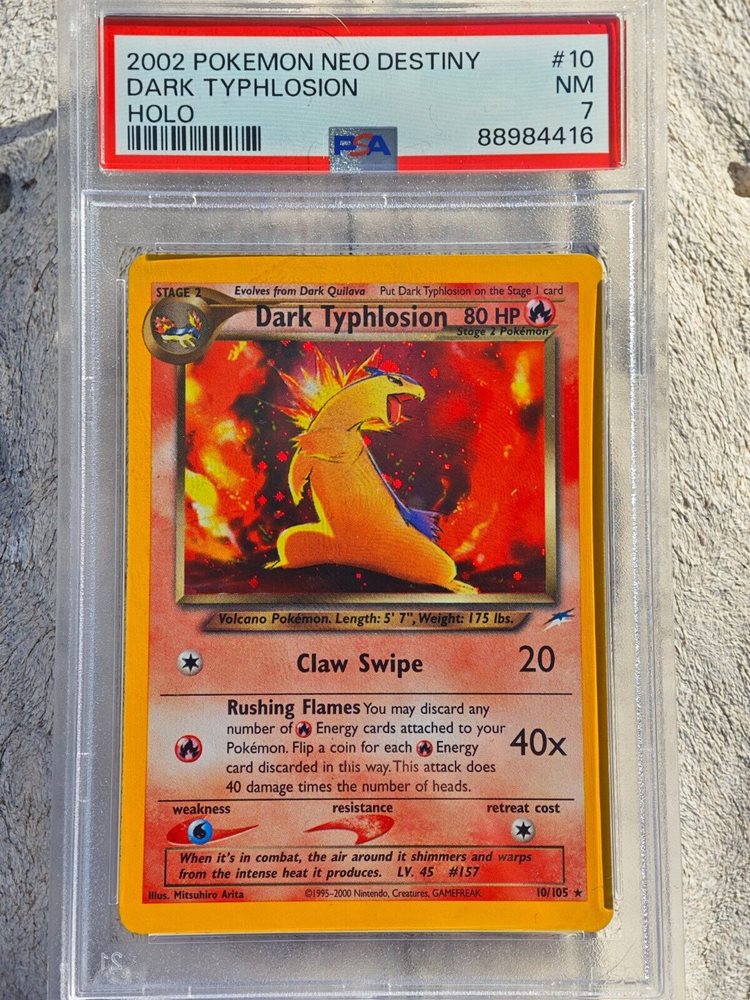 2002 POKEMON NEO DESTINY #10
DARK TYPHLOSION NM
HOLO 7
PSA 88984416
STAGE 2 Evolves from Dark Quilava Put Dark Typhlosion on the Stage 1 card
Dark Typhlosion 80 HP
Stage 2 Pokémon
Volcano Pokémon. Length: 5' 7", Weight: 175 lbs.
Claw Swipe 20
Rushing Flames You may discard any
number of Energy cards attached to your
Pokémon. Flip a coin for each Energy
card discarded in this way. This attack does
40 damage times the number of heads.
40x
weakness resistance retreat cost
When it's in combat, the air around it shimmers and warps
from the intense heat it produces. LV. 45 #157
Illus. Mitsuhiro Arita ©1995-2000 Nintendo, Creatures, GAMEFREAK 10/105